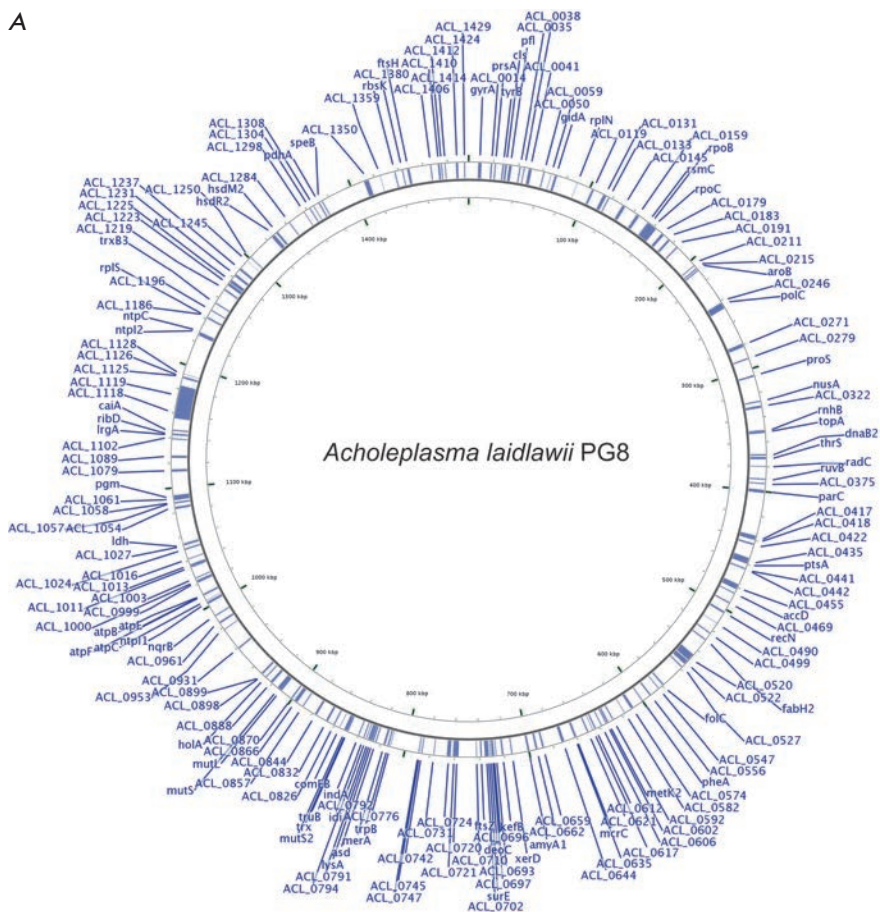 A
ACL_1429
ACL_1424
ACL_1412
ACL_1410
ACL_1414
ACL_1406
ftsH
ACL_1380
rbsK
ACL_1359
ACL_1350
speB
ACL_1308
ACL_1304
ACL_1298
pdhA
ACL_1284
hsdM2
hsdR2
ACL_1250
ACL_1245
ACL_1237
ACL_1231
ACL_1225
ACL_1223
ACL_1219
trxB3
rplS
ACL_1196
ACL_1186
ntpC
ntpI2
ACL_1128
ACL_1126
ACL_1125
ACL_1119
ACL_1118
caiA
ribD
lrgA
ACL_1102
ACL_1089
ACL_1079
pgm
ACL_1061
ACL_1058
ACL_1057
ACL_1054
ldh
ACL_1027
ACL_1024
ACL_1016
ACL_1013
ACL_1011
ACL_1003
ACL_1000
ACL_0999
atpB
atpE
atpF
atpC
ntpI1
nqrB
ACL_0961
ACL_0953
ACL_0931
ACL_0899
ACL_0898
ACL_0888
holA
ACL_0870
ACL_0866
mutL
mutS
ACL_0857
ACL_0844
ACL_0832
ACL_0826
comFB
truB
trx
mutS2
indA
ACL_0792
idi
ACL_0776
trpB
merA
asd
lysA
ACL_0791
ACL_0794
ACL_0742
ACL_0745
ACL_0747
ACL_0731
ACL_0724
ACL_0720
ACL_0721
ACL_0710
ftsZ
kefB
ACL_0696
deoC
ACL_0693
ACL_0697
surE
ACL_0702
xerD
amyA1
ACL_0662
ACL_0659
ACL_0644
ACL_0635
mcrC
ACL_0617
ACL_0621
ACL_0612
metK2
ACL_0606
ACL_0602
ACL_0592
ACL_0582
ACL_0574
pheA
ACL_0556
ACL_0547
ACL_0527
folC
fabH2
ACL_0522
ACL_0520
ACL_0499
ACL_0490
recN
ACL_0469
accD
ACL_0455
ACL_0442
ACL_0441
ptsA
ACL_0435
ACL_0422
ACL_0418
ACL_0417
parC
ACL_0375
ruvB
radC
thrS
dnaB2
topA
rnhB
ACL_0322
nusA
proS
ACL_0279
ACL_0271
polC
ACL_0246
aroB
ACL_0215
ACL_0211
ACL_0191
ACL_0183
ACL_0179
rpoC
rsmC
rpoB
ACL_0159
ACL_0145
ACL_0133
ACL_0131
ACL_0119
rplN
gidA
ACL_0050
ACL_0059
ACL_0041
ACL_0038
ACL_0035
pfl
cls
prsA
tyrS
ACL_0014
gyrA
100 kbp
200 kbp
300 kbp
400 kbp
500 kbp
600 kbp
700 kbp
800 kbp
900 kbp
1000 kbp
1100 kbp
1200 kbp
1300 kbp
1400 kbp
Acholeplasma laidlawii PG8